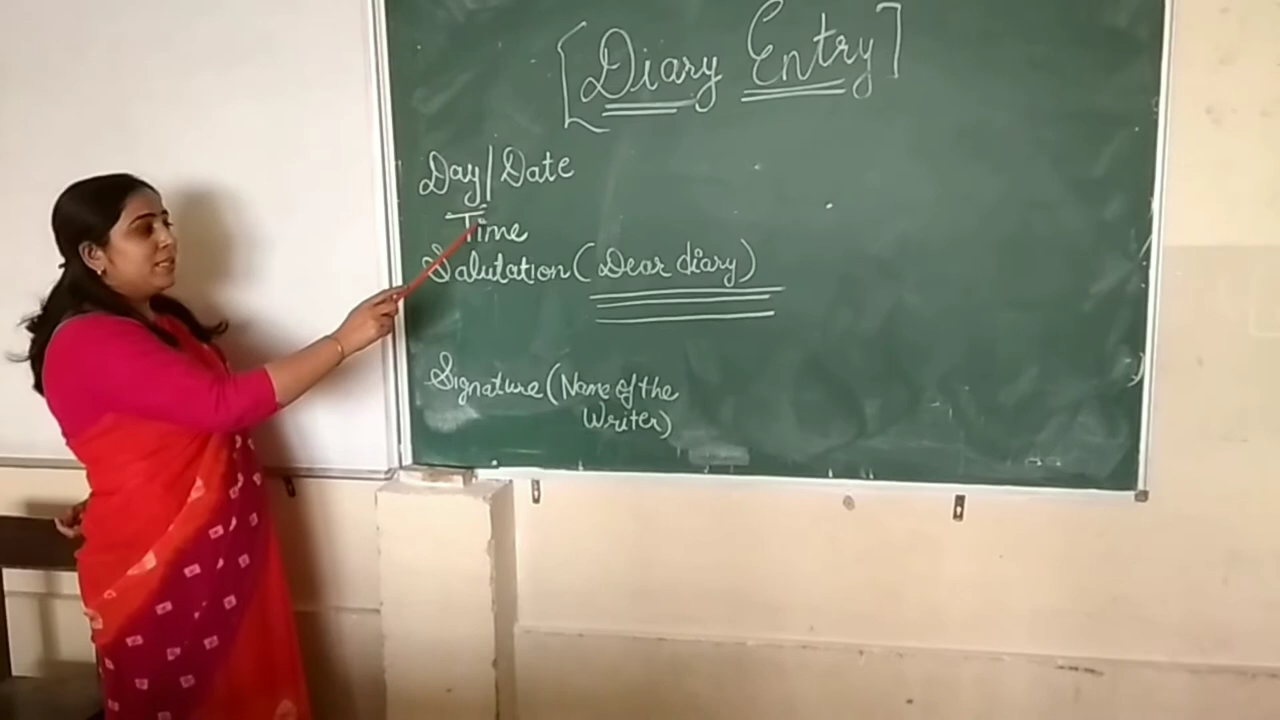 [Diary Entry]
Day/Date
Time
Salutation (Dear diary)
Signature (Name of the
Writer)